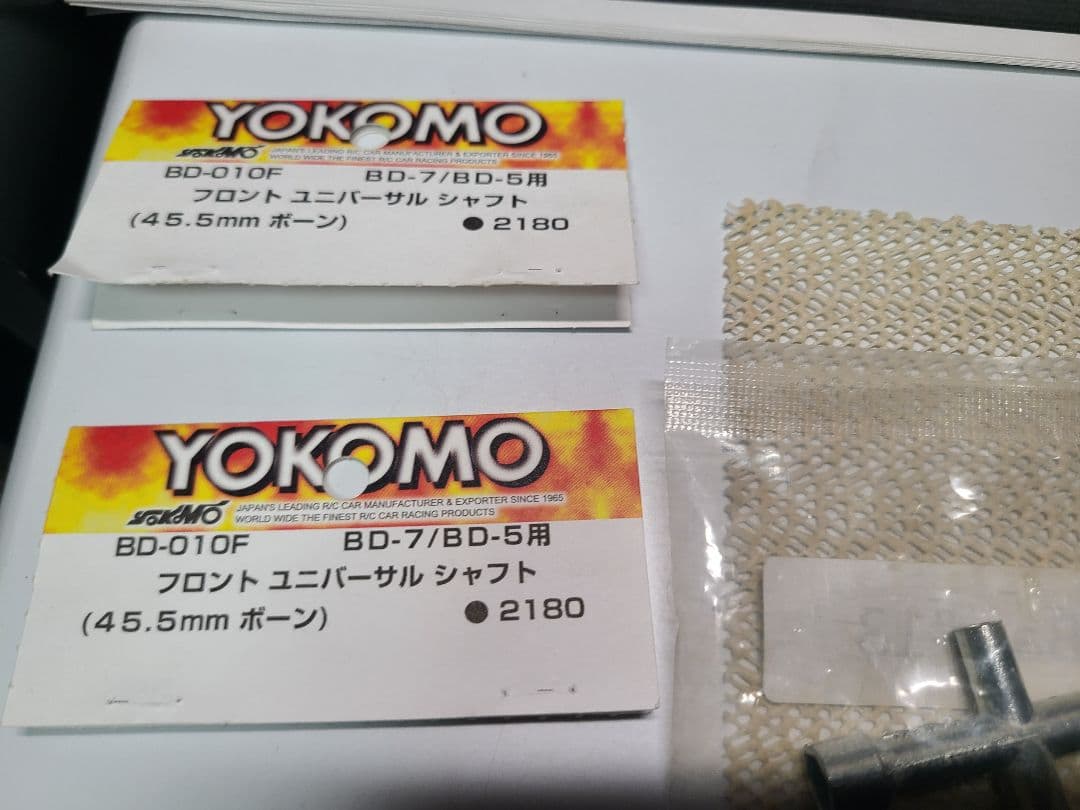 YOKOMO
YOKOMO JAPAN'S LEADING R/C CAR MANUFACTURER & EXPORTER SINCE 1965
WORLD WIDE THE FINEST R/C CAR RACING PRODUCTS
BD-010F BD-7/BD-5用
フロント ユニバーサル シャフト
(45.5mm ボーン) ●2180
YOKOMO
YOKOMO JAPAN'S LEADING R/C CAR MANUFACTURER & EXPORTER SINCE 1965
WORLD WIDE THE FINEST R/C CAR RACING PRODUCTS
BD-010F BD-7/BD-5用
フロント ユニバーサル シャフト
(45.5mm ボーン) ●2180